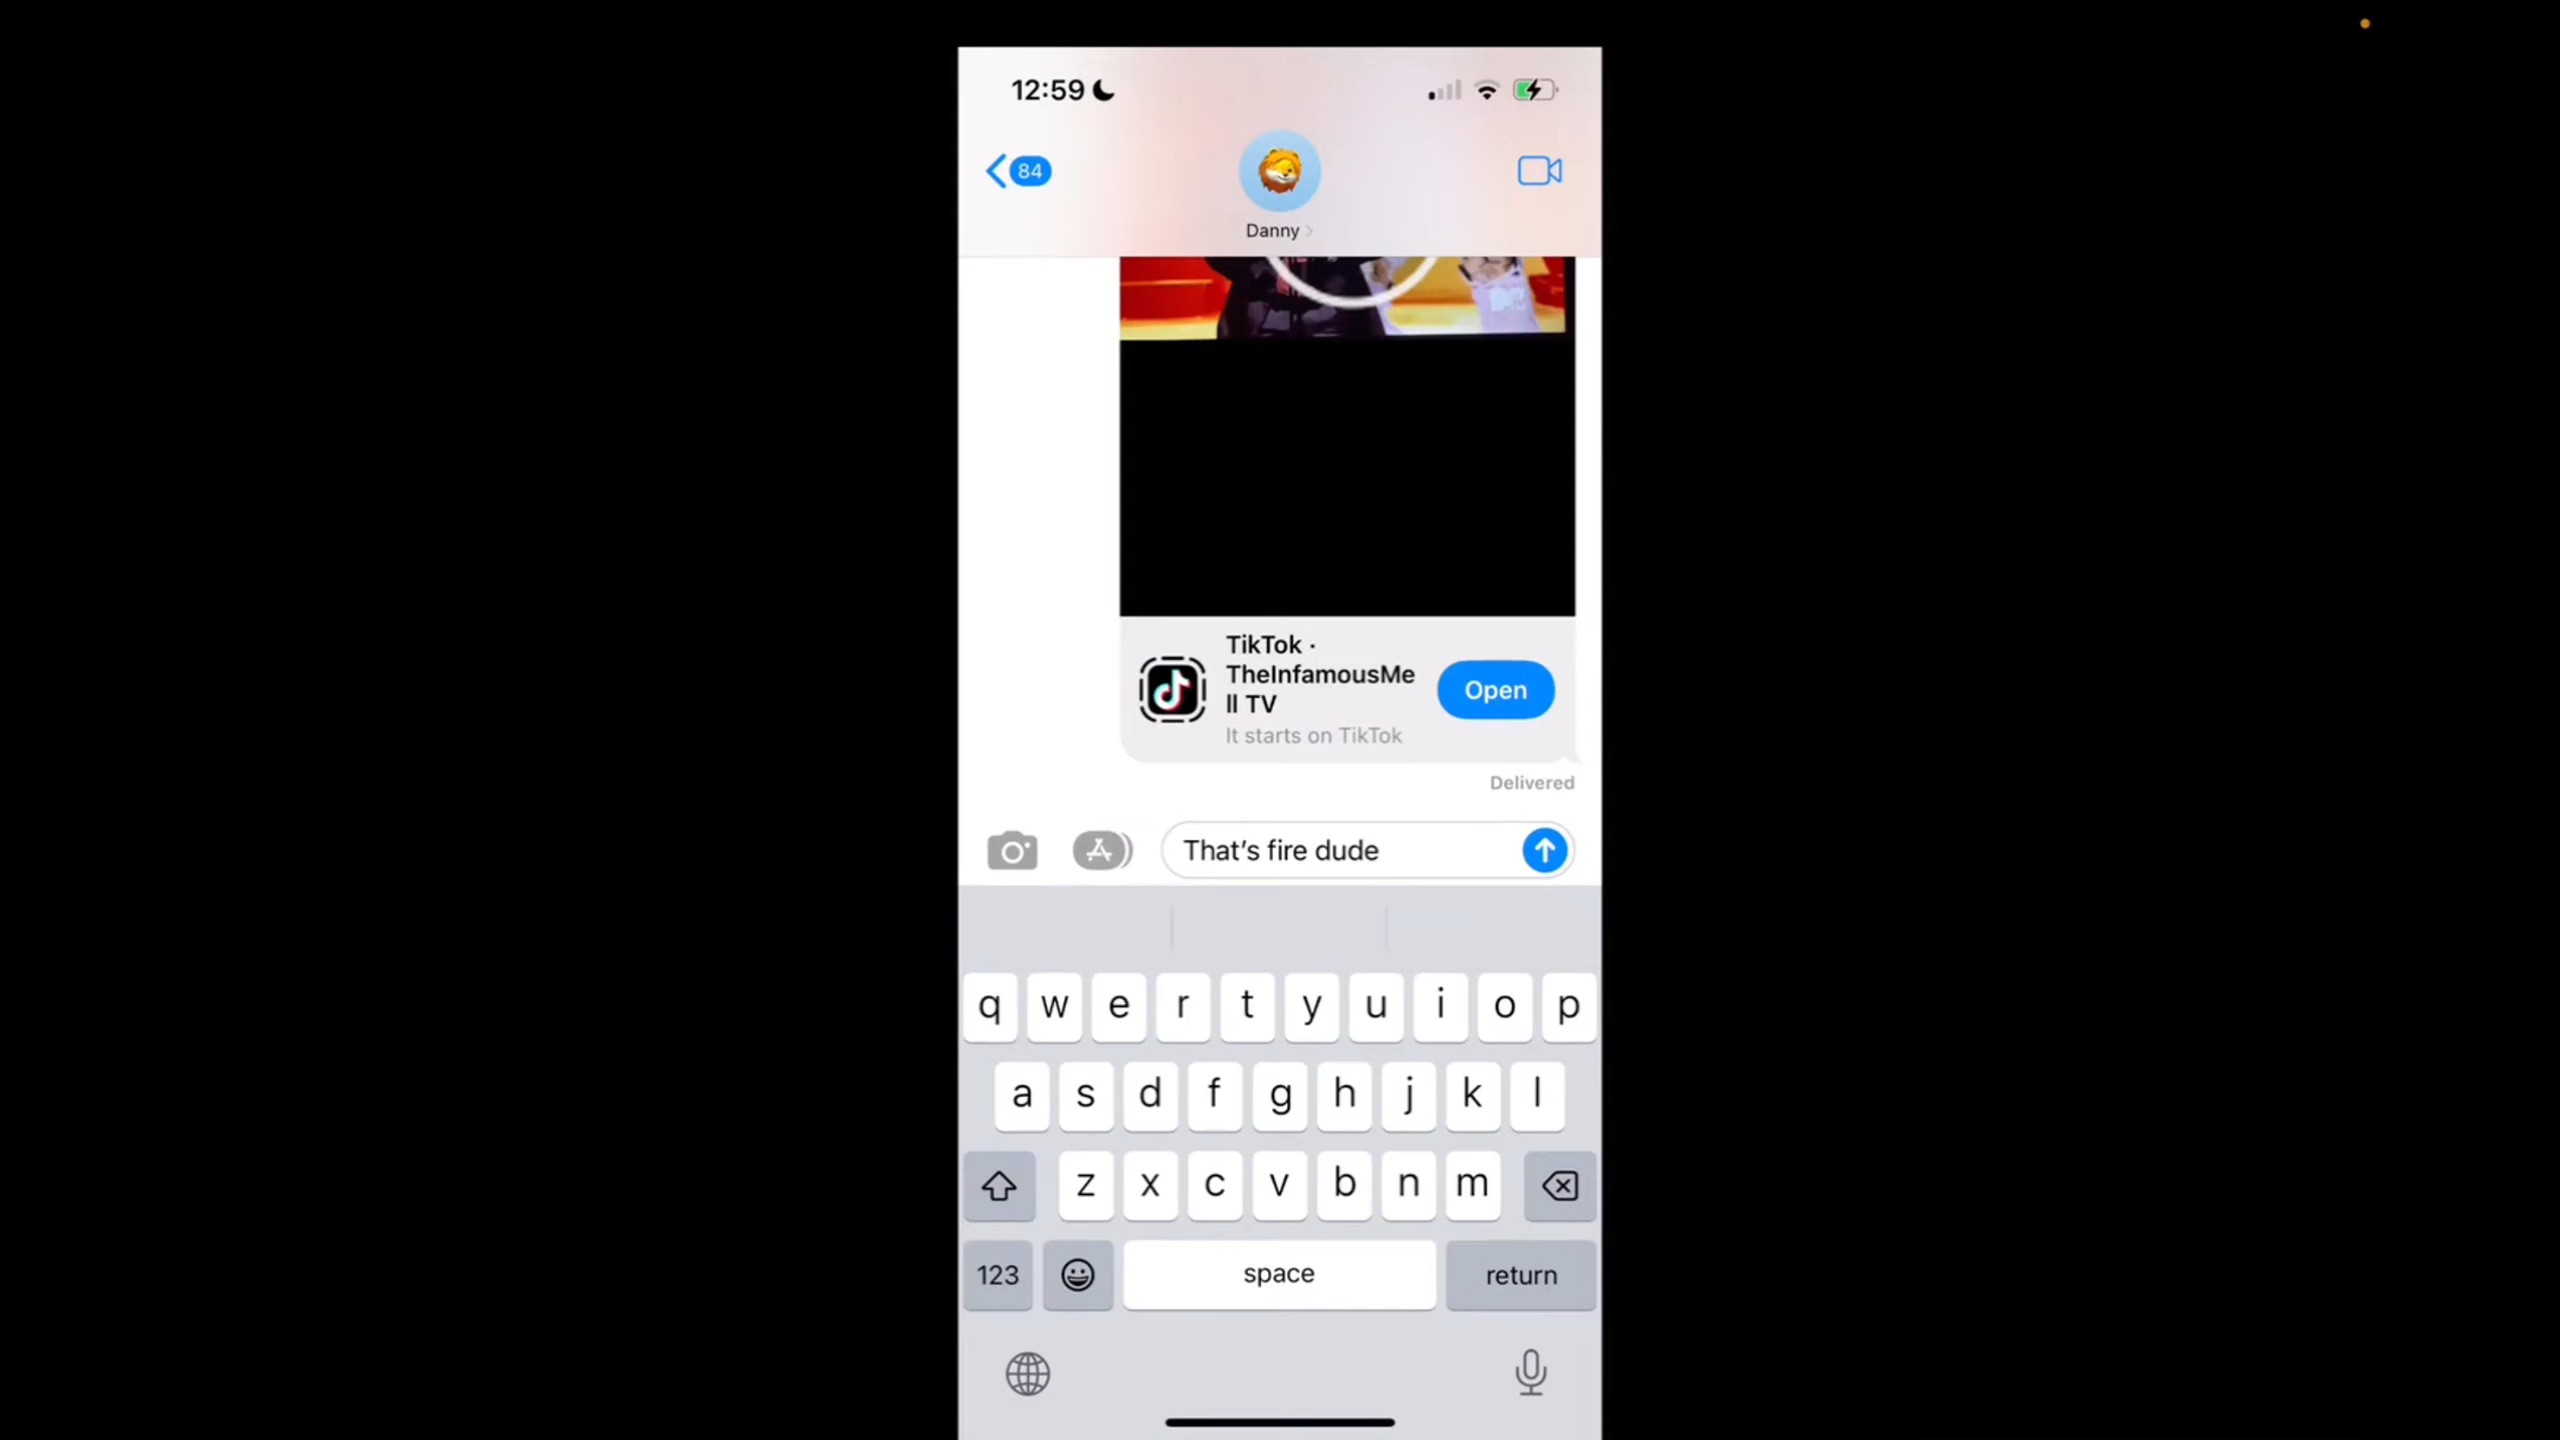 12:59
84
Danny
TikTok ·
TheInfamousMe
ll TV
It starts on TikTok
Open
Delivered
That’s fire dude
q w e r t y u i o p
a s d f g h j k l
z x c v b n m
123 space return